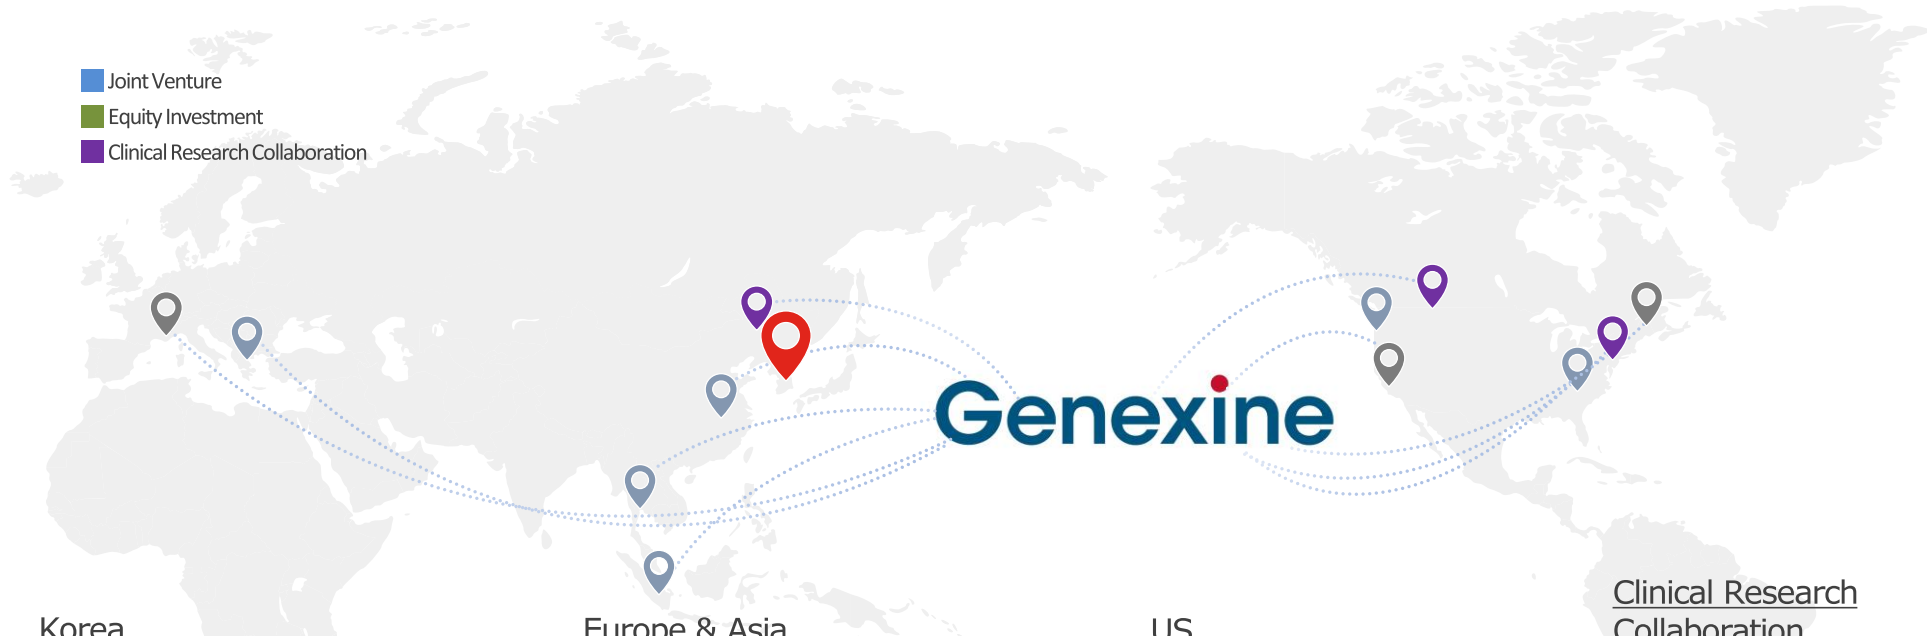 Joint Venture
Equity Investment
Clinical Research Collaboration
Genexine
Clinical Research
Collaboration
Korea
Europe & Asia
US